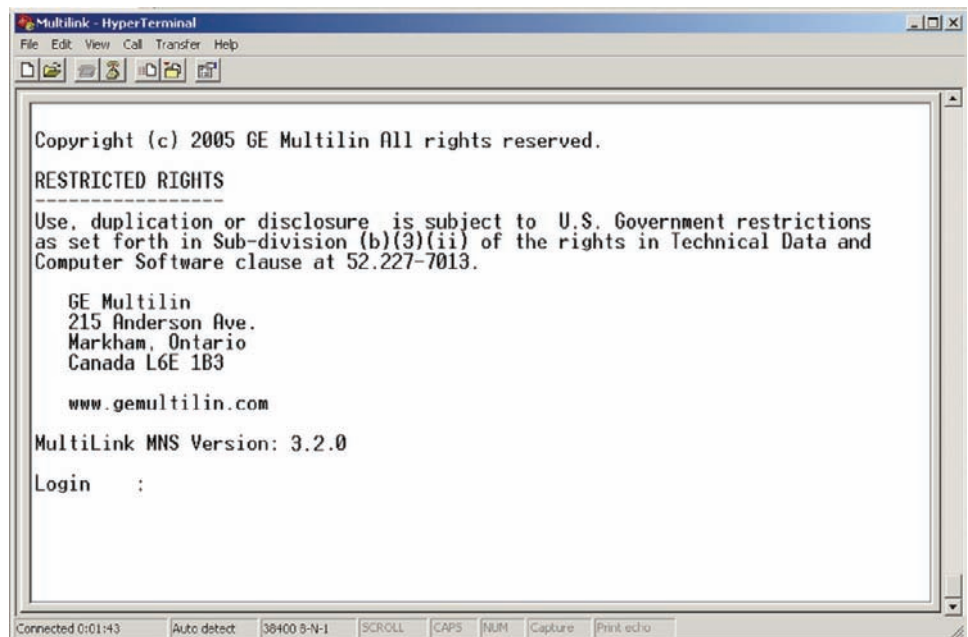 Multilink - HyperTerminal
File Edit View Call Transfer Help
Copyright (c) 2005 GE Multilin All rights reserved.
RESTRICTED RIGHTS
-----------------
Use, duplication or disclosure is subject to U.S. Government restrictions
as set forth in Sub-division (b)(3)(ii) of the rights in Technical Data and
Computer Software clause at 52.227-7013.
GE Multilin
215 Anderson Ave.
Markham, Ontario
Canada L6E 1B3
www.gemultilin.com
MultiLink MNS Version: 3.2.0
Login :
Connected 0:01:43 Auto detect 38400 8-N-1 SCROLL CAPS NUM Capture Print echo